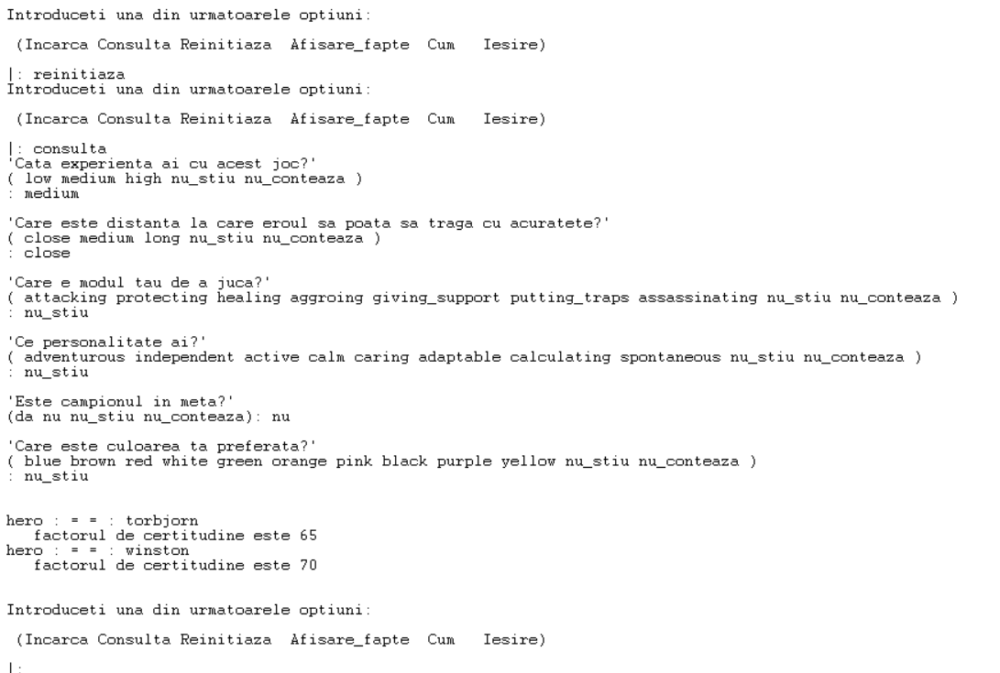 Introduceti una din urmatoarele optiuni:
(Incarca Consulta Reinitiaza Afisare_fapte Cum Iesire)
|: reinitiaza
Introduceti una din urmatoarele optiuni:
(Incarca Consulta Reinitiaza Afisare_fapte Cum Iesire)
|: consulta
'Cata experienta ai cu acest joc?'
( low medium high nu_stiu nu_conteaza )
: medium
'Care este distanta la care eroul sa poata sa traga cu acuratete?'
( close medium long nu_stiu nu_conteaza )
: close
'Care e modul tau de a juca?'
( attacking protecting healing aggroing giving_support putting_traps assassinating nu_stiu nu_conteaza )
: nu_stiu
'Ce personalitate ai?'
( adventurous independent active calm caring adaptable calculating spontaneous nu_stiu nu_conteaza )
: nu_stiu
'Este campionul in meta?'
(da nu nu_stiu nu_conteaza): nu
'Care este culoarea ta preferata?'
( blue brown red white green orange pink black purple yellow nu_stiu nu_conteaza )
: nu_stiu
hero : = = : torbjorn
factorul de certitudine este 65
hero : = = : winston
factorul de certitudine este 70
Introduceti una din urmatoarele optiuni:
(Incarca Consulta Reinitiaza Afisare_fapte Cum Iesire)
|: